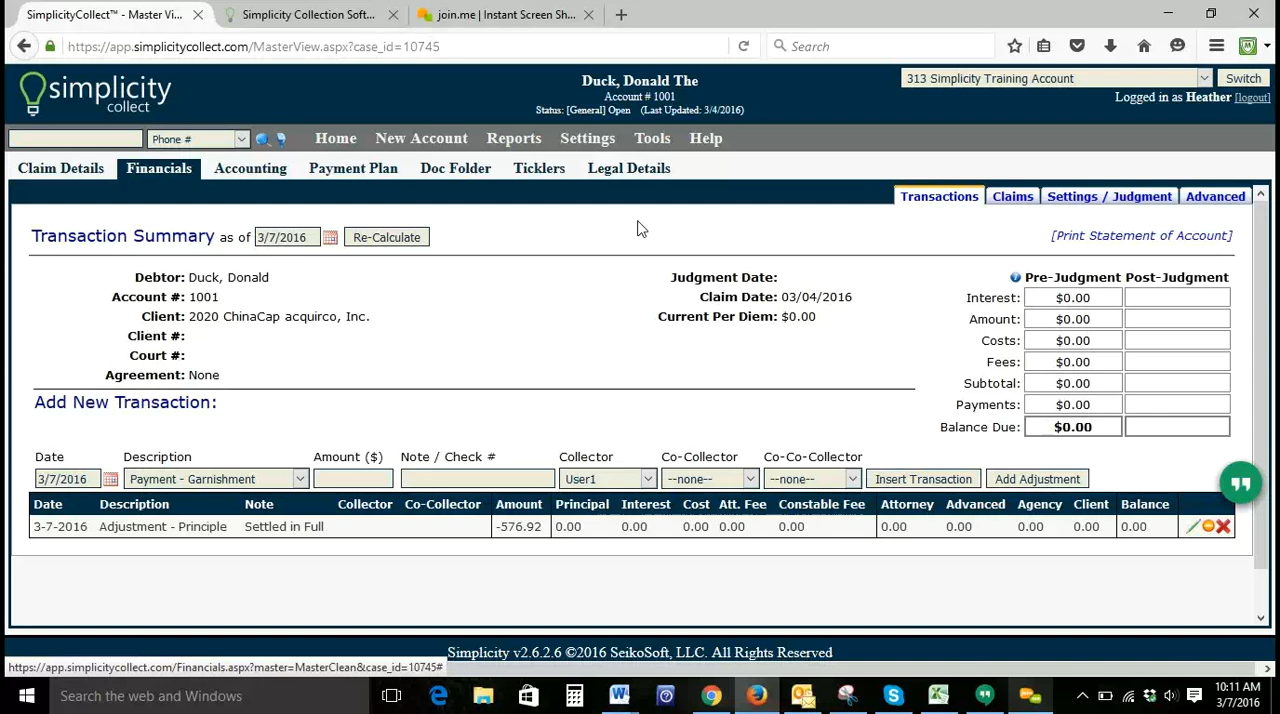 SimplicityCollect™ - Master Vi...
Simplicity Collection Soft...
join.me | Instant Screen Sh...
https://app.simplicitycollect.com/MasterView.aspx?case_id=10745
Search
simplicity
collect
Duck, Donald The
Account # 1001
Status: [General] Open (Last Updated: 3/4/2016)
313 Simplicity Training Account
Switch
Logged in as Heather [logout]
Phone #
Home New Account Reports Settings Tools Help
Claim Details Financials Accounting Payment Plan Doc Folder Ticklers Legal Details
Transactions Claims Settings / Judgment Advanced
Transaction Summary as of 3/7/2016 Re-Calculate
[Print Statement of Account]
Debtor: Duck, Donald
Account #: 1001
Client: 2020 ChinaCap acquirco, Inc.
Client #:
Court #:
Agreement: None
Judgment Date:
Claim Date: 03/04/2016
Current Per Diem: $0.00
Pre-Judgment Post-Judgment
Interest: $0.00
Amount: $0.00
Costs: $0.00
Fees: $0.00
Subtotal: $0.00
Payments: $0.00
Balance Due: $0.00
Add New Transaction:
Date Description Amount ($) Note / Check # Collector Co-Collector Co-Co-Collector
3/7/2016 Payment - Garnishment User1 --none-- --none-- Insert Transaction Add Adjustment
Date Description Note Collector Co-Collector Amount Principal Interest Cost Att. Fee Constable Fee Attorney Advanced Agency Client Balance
3-7-2016 Adjustment - Principle Settled in Full -576.92 0.00 0.00 0.00 0.00 0.00 0.00 0.00 0.00 0.00 0.00
Simplicity v2.6.2.6 ©2016 SeikoSoft, LLC. All Rights Reserved
https://app.simplicitycollect.com/Financials.aspx?master=MasterClean&case_id=10745#
Search the web and Windows
10:11 AM
3/7/2016